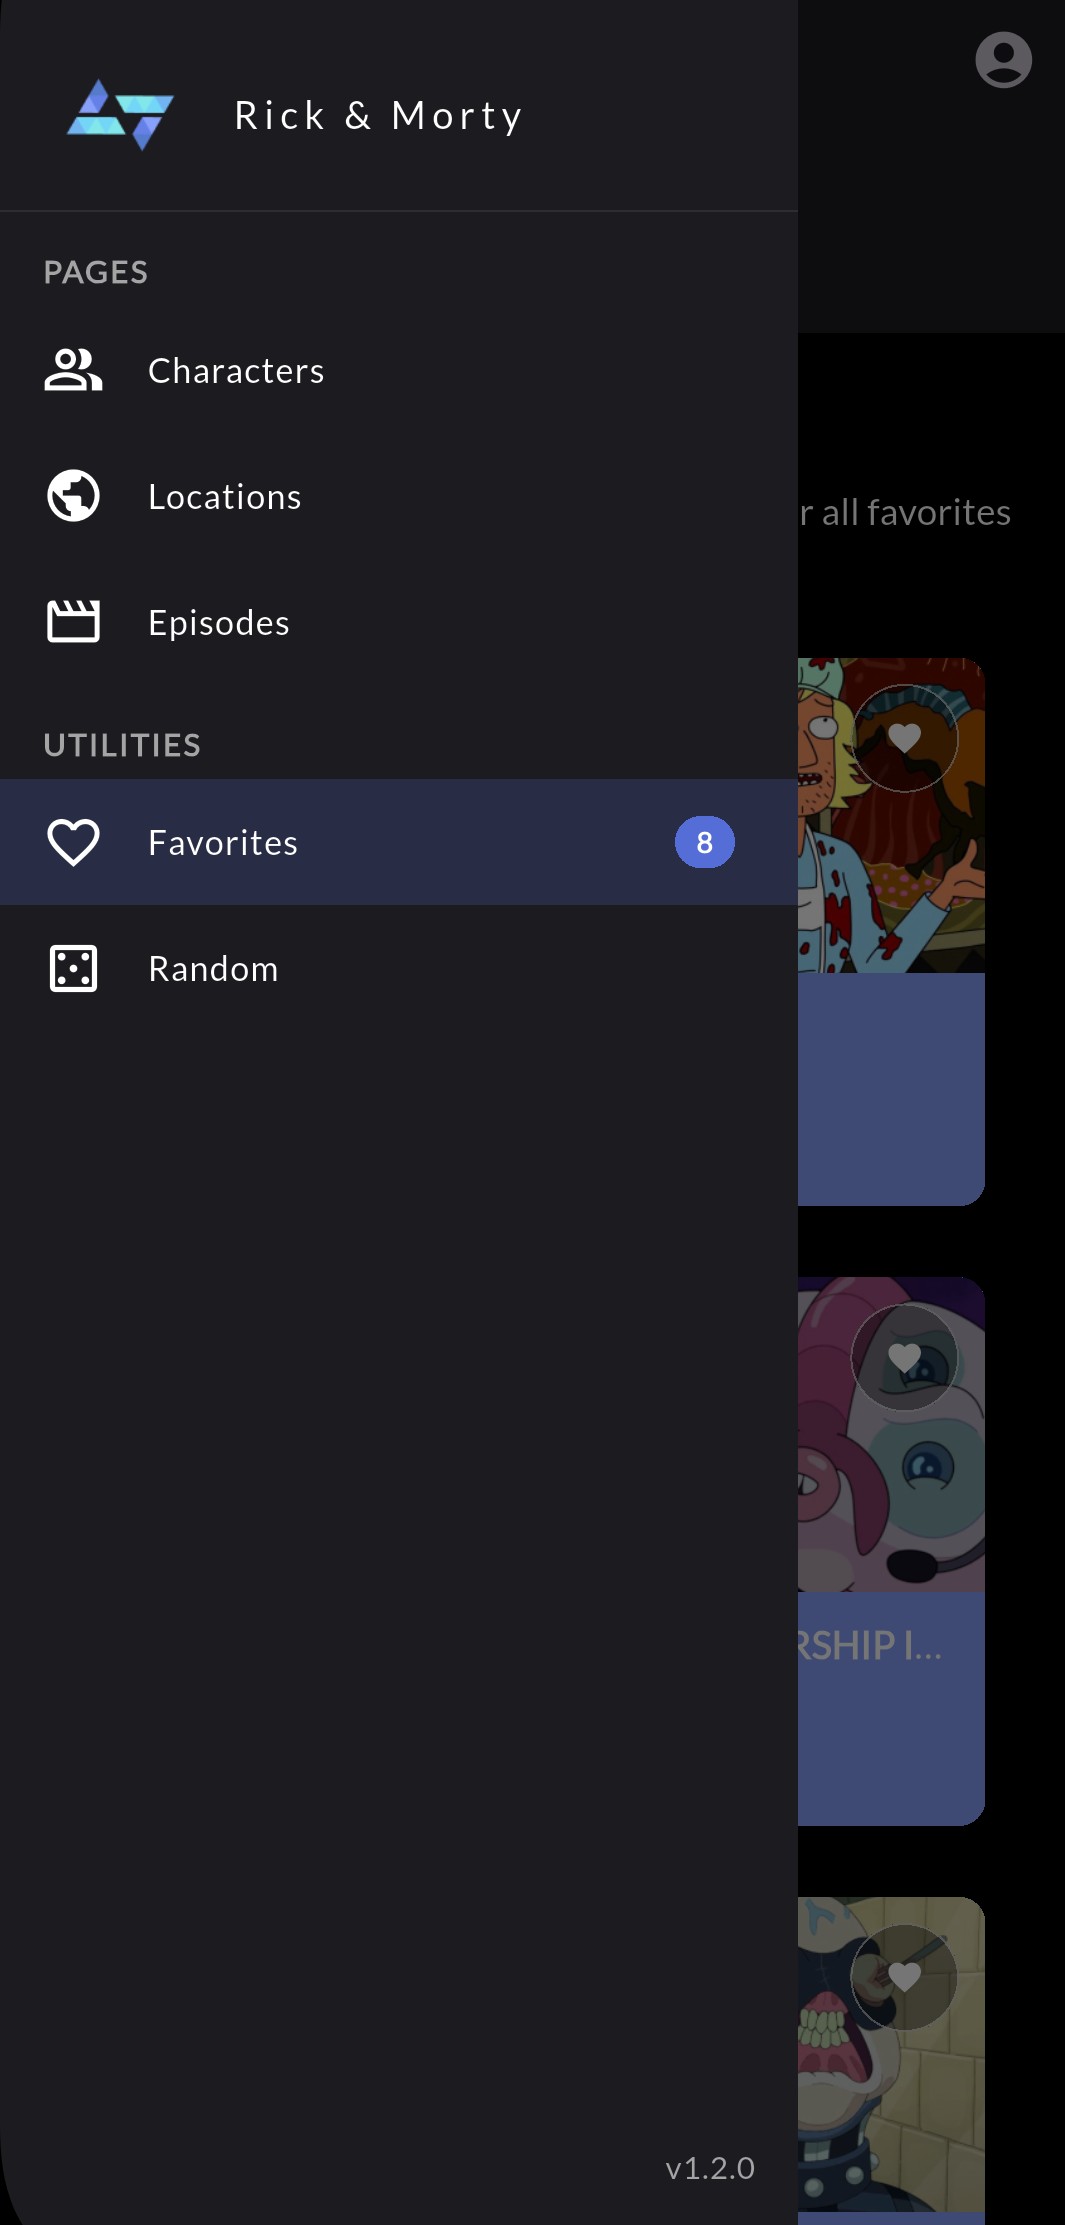 Rick & Morty
PAGES
Characters
Locations
r all favorites
Episodes
UTILITIES
Favorites 8
Random
RSHIP I...
v1.2.0